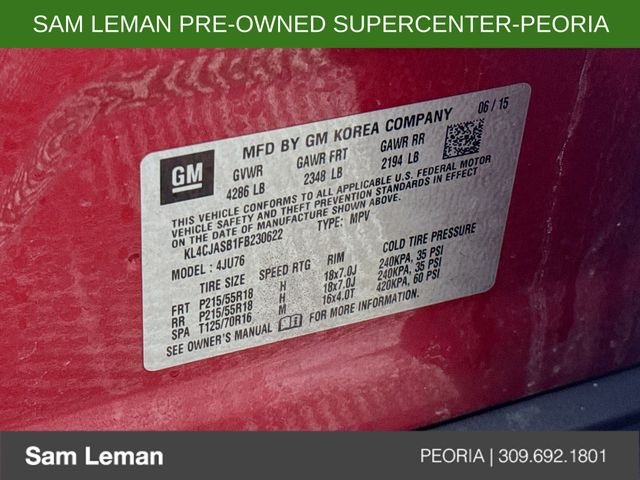 SAM LEMAN PRE-OWNED SUPERCENTER-PEORIA
GM
MFD BY GM KOREA COMPANY 06 / 15
GVWR GAWR FRT GAWR RR
4286 LB 2348 LB 2194 LB
THIS VEHICLE CONFORMS TO ALL APPLICABLE U.S. FEDERAL MOTOR
VEHICLE SAFETY AND THEFT PREVENTION STANDARDS IN EFFECT
ON THE DATE OF MANUFACTURE SHOWN ABOVE.
KL4CJASB1FB230622 TYPE: MPV
MODEL : 4JU76
TIRE SIZE SPEED RTG RIM COLD TIRE PRESSURE
FRT P215/55R18 H 18x7.0J 240KPA, 35 PSI
RR P215/55R18 H 18x7.0J 240KPA, 35 PSI
SPA T125/70R16 M 16x4.0T 420KPA, 60 PSI
SEE OWNER'S MANUAL FOR MORE INFORMATION.
Sam Leman
PEORIA | 309.692.1801